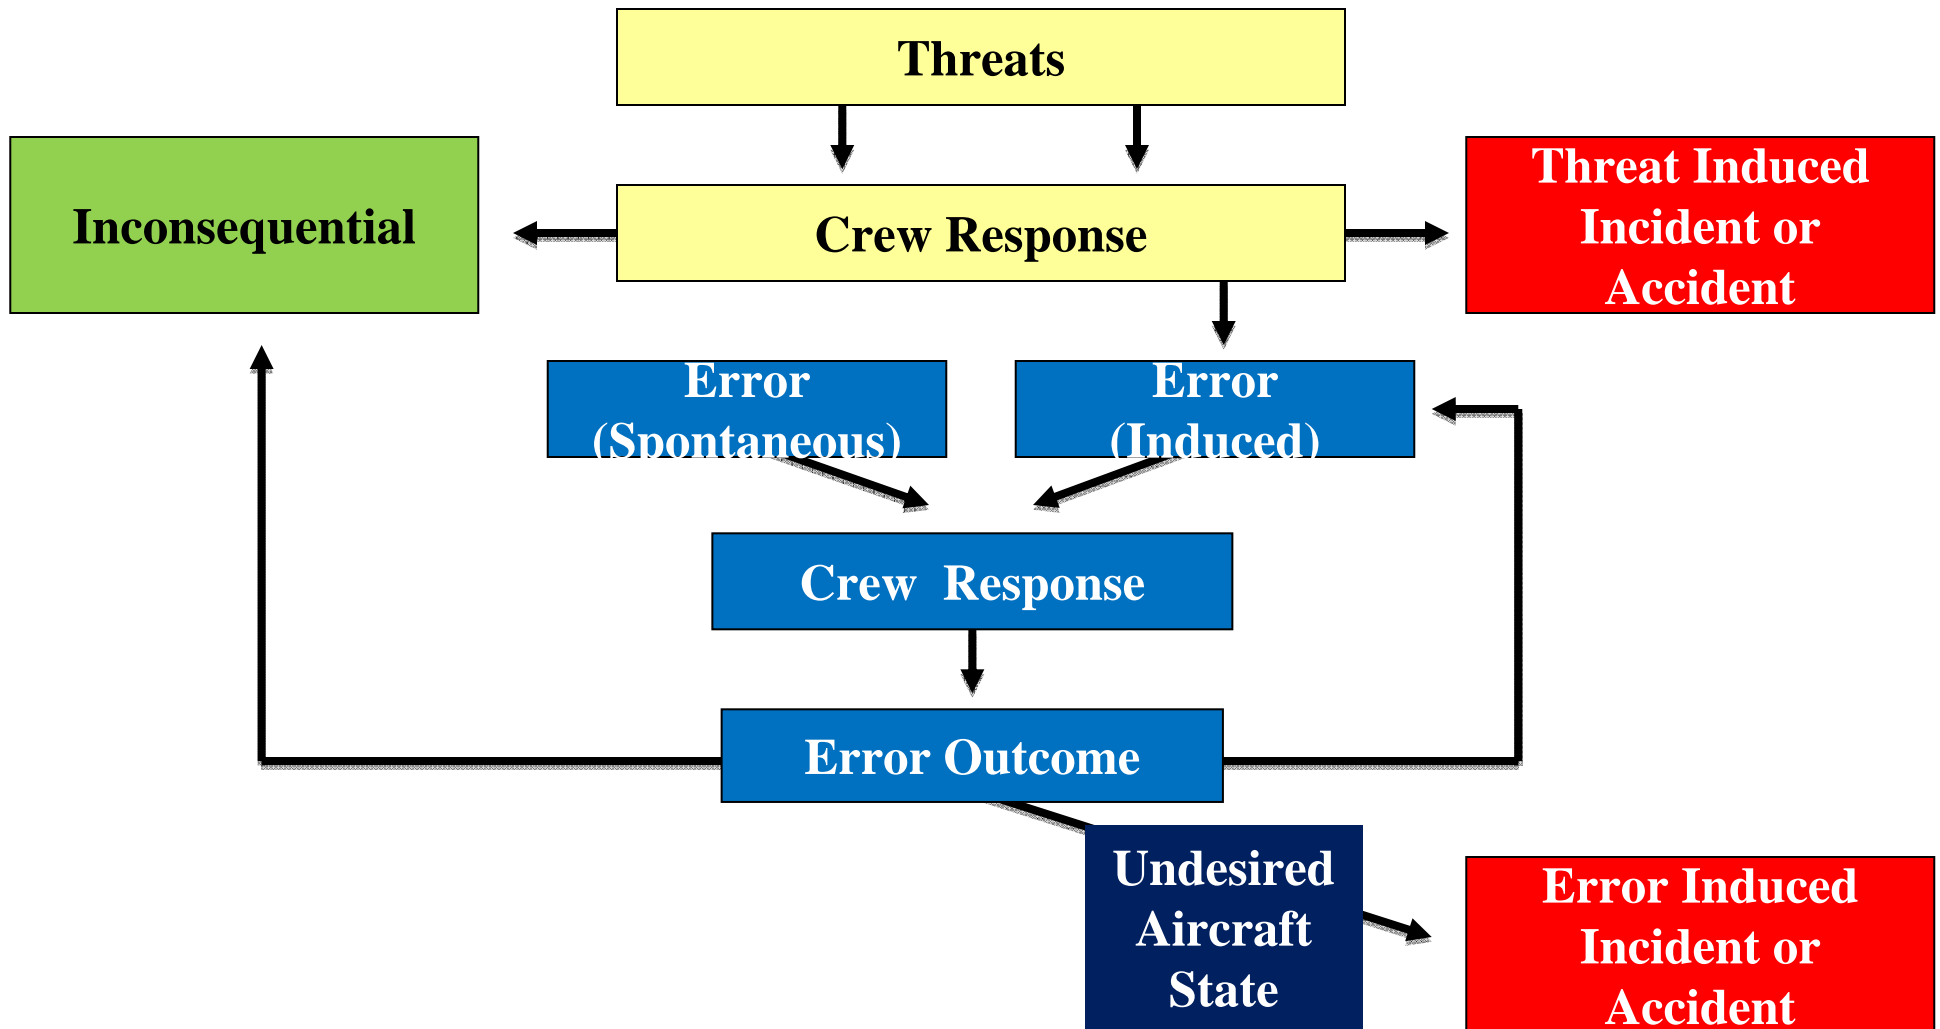 Threats
Inconsequential
Crew Response
Threat Induced
Incident or
Accident
Error
(Spontaneous)
Error
(Induced)
Crew  Response
Error Outcome
Undesired
Aircraft
State
Error Induced
Incident or
Accident